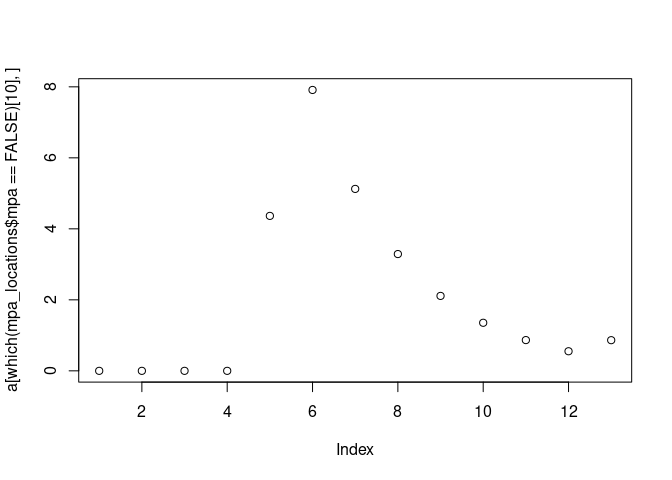 a[which(mpa_locations$mpa == FALSE)[10], ]
8
6
4
2
0
2 4 6 8 10 12
Index